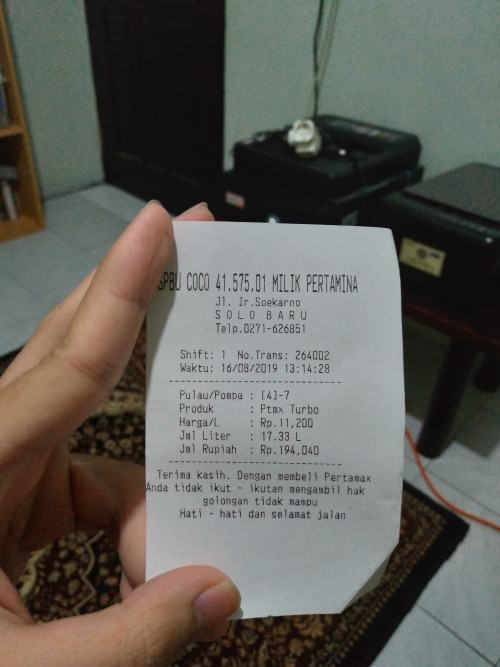 SPBU COCO 41.575.01 MILIK PERTAMINA
Jl. Ir.Soekarno
S O L O  B A R U
Telp.0271-626851
Shift: 1  No.Trans: 264002
Waktu: 16/08/2019 13:14:28
Pulau/Pompa : [4]-7
Produk : Ptmx Turbo
Harga/L : Rp.11,200
Jml Liter : 17.33 L
Jml Rupiah : Rp.194,040
Terima kasih. Dengan membeli Pertamax
Anda tidak ikut - ikutan mengambil hak
golongan tidak mampu
Hati - hati dan selamat jalan